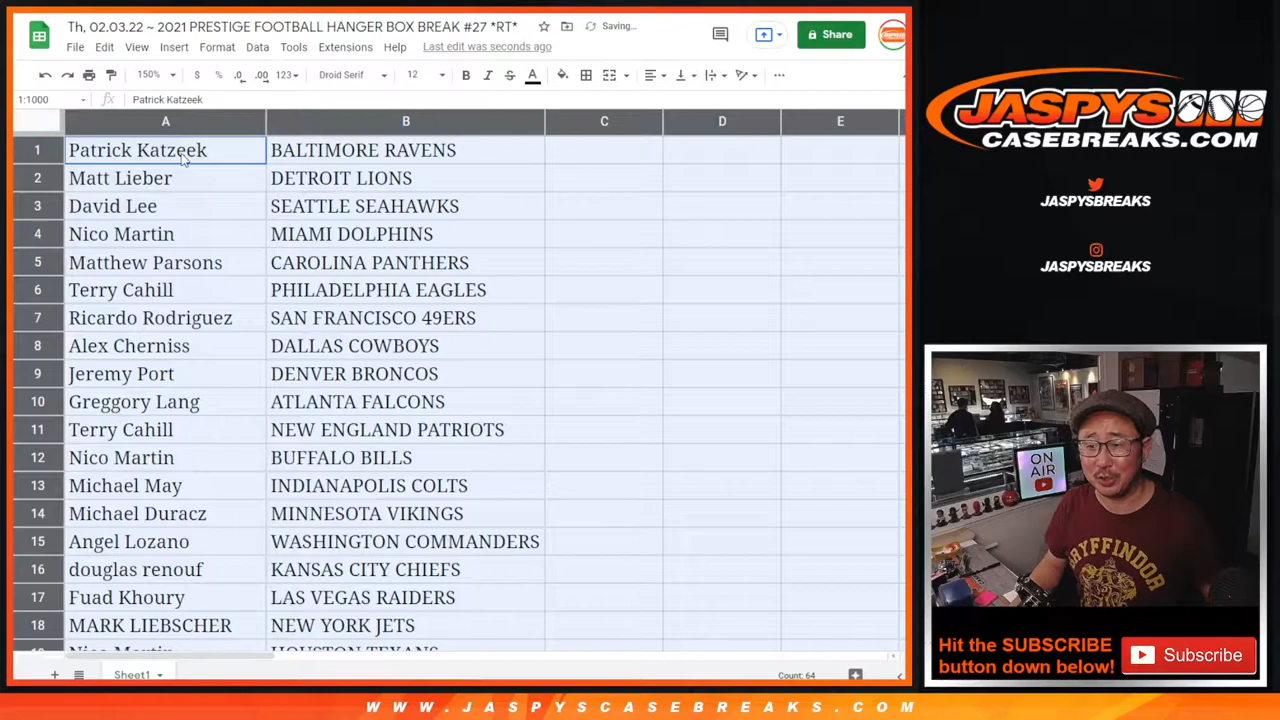 Th, 02.03.22 ~ 2021 PRESTIGE FOOTBALL HANGER BOX BREAK #27 *RT*
Saving...
File Edit View Insert Format Data Tools Extensions Help Last edit was seconds ago
Share
150% $ % .0 .00 123 Droid Serif 12 B I S A
1:1000 fx Patrick Katzeek
A B C D E
1 Patrick Katzeek BALTIMORE RAVENS
2 Matt Lieber DETROIT LIONS
3 David Lee SEATTLE SEAHAWKS
4 Nico Martin MIAMI DOLPHINS
5 Matthew Parsons CAROLINA PANTHERS
6 Terry Cahill PHILADELPHIA EAGLES
7 Ricardo Rodriguez SAN FRANCISCO 49ERS
8 Alex Cherniss DALLAS COWBOYS
9 Jeremy Port DENVER BRONCOS
10 Greggory Lang ATLANTA FALCONS
11 Terry Cahill NEW ENGLAND PATRIOTS
12 Nico Martin BUFFALO BILLS
13 Michael May INDIANAPOLIS COLTS
14 Michael Duracz MINNESOTA VIKINGS
15 Angel Lozano WASHINGTON COMMANDERS
16 douglas renouf KANSAS CITY CHIEFS
17 Fuad Khoury LAS VEGAS RAIDERS
18 MARK LIEBSCHER NEW YORK JETS
Nico Martin HOUSTON TEXANS
Sheet1
Count: 64
JASPYS
CASEBREAKS.COM
JASPYSBREAKS
JASPYSBREAKS
ON
AIR
GRYFFINDOR
Hit the SUBSCRIBE
button down below!
Subscribe
WWW.JASPYSCASEBREAKS.COM